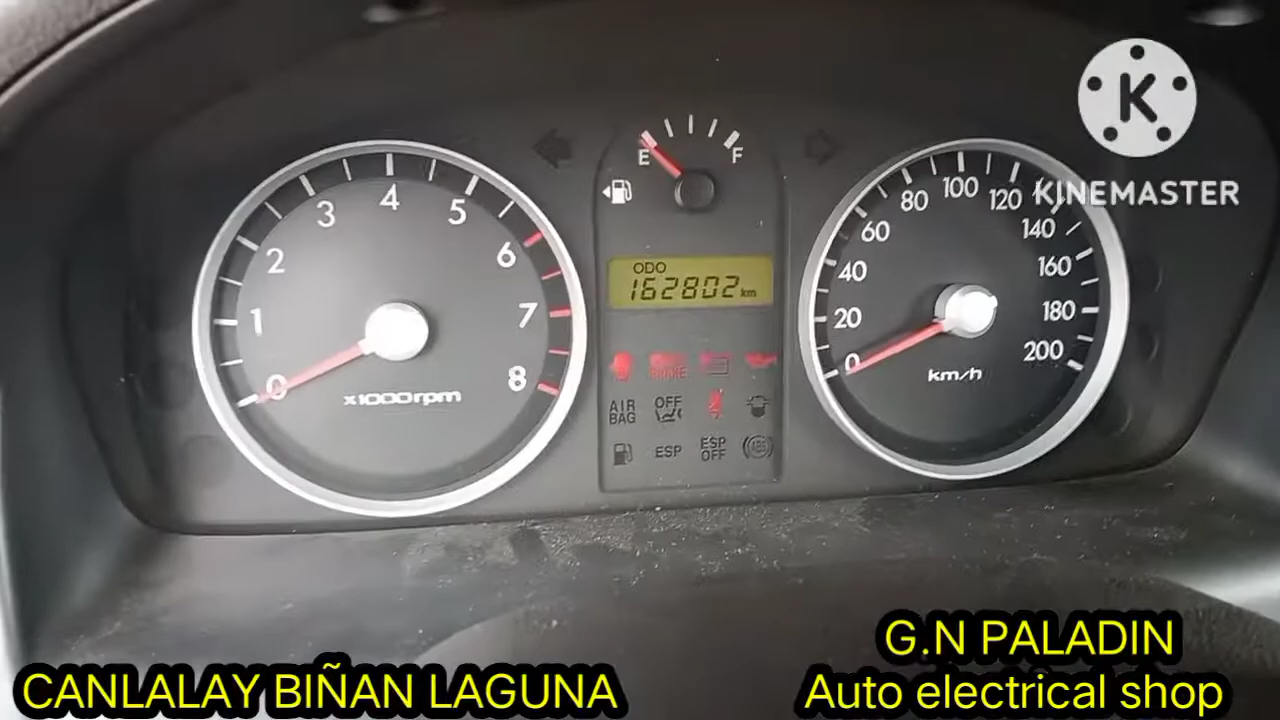 K
KINEMASTER
0 1 2 3 4 5 6 7 8
x1000rpm
E F
ODO
162802 km
BRAKE
AIR
BAG
OFF
ESP
ESP
OFF
ABS
0 20 40 60 80 100 120 140 160 180 200
km/h
CANLALAY BIÑAN LAGUNA
G.N PALADIN
Auto electrical shop